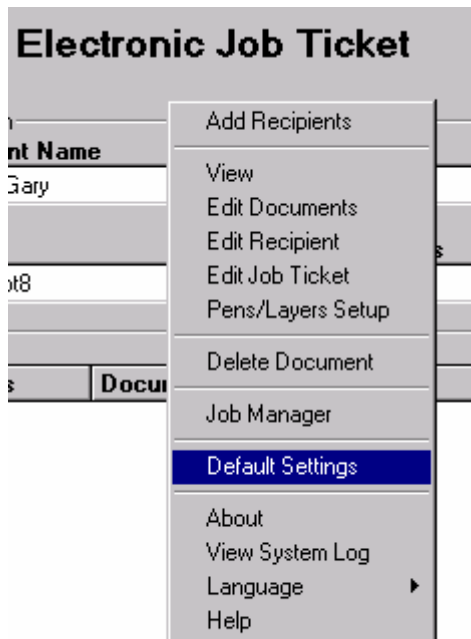 Electronic Job Ticket
Add Recipients
nt Name
View
Gary
Edit Documents
Edit Recipient
s
Edit Job Ticket
ot8
Pens/Layers Setup
Delete Document
s Docu
Job Manager
Default Settings
About
View System Log
Language
Help